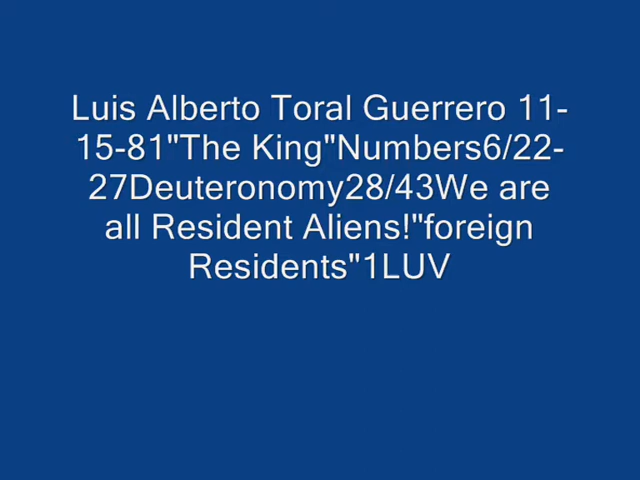 Luis Alberto Toral Guerrero 11-
15-81"The King"Numbers6/22-
27Deuteronomy28/43We are
all Resident Aliens!"foreign
Residents"1LUV